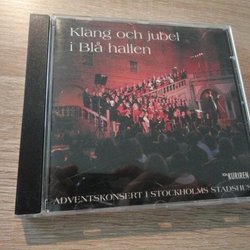 Klang och jubel
i Blå hallen
KURIREN
ADVENTSKONSERT I STOCKHOLMS STADSHUS